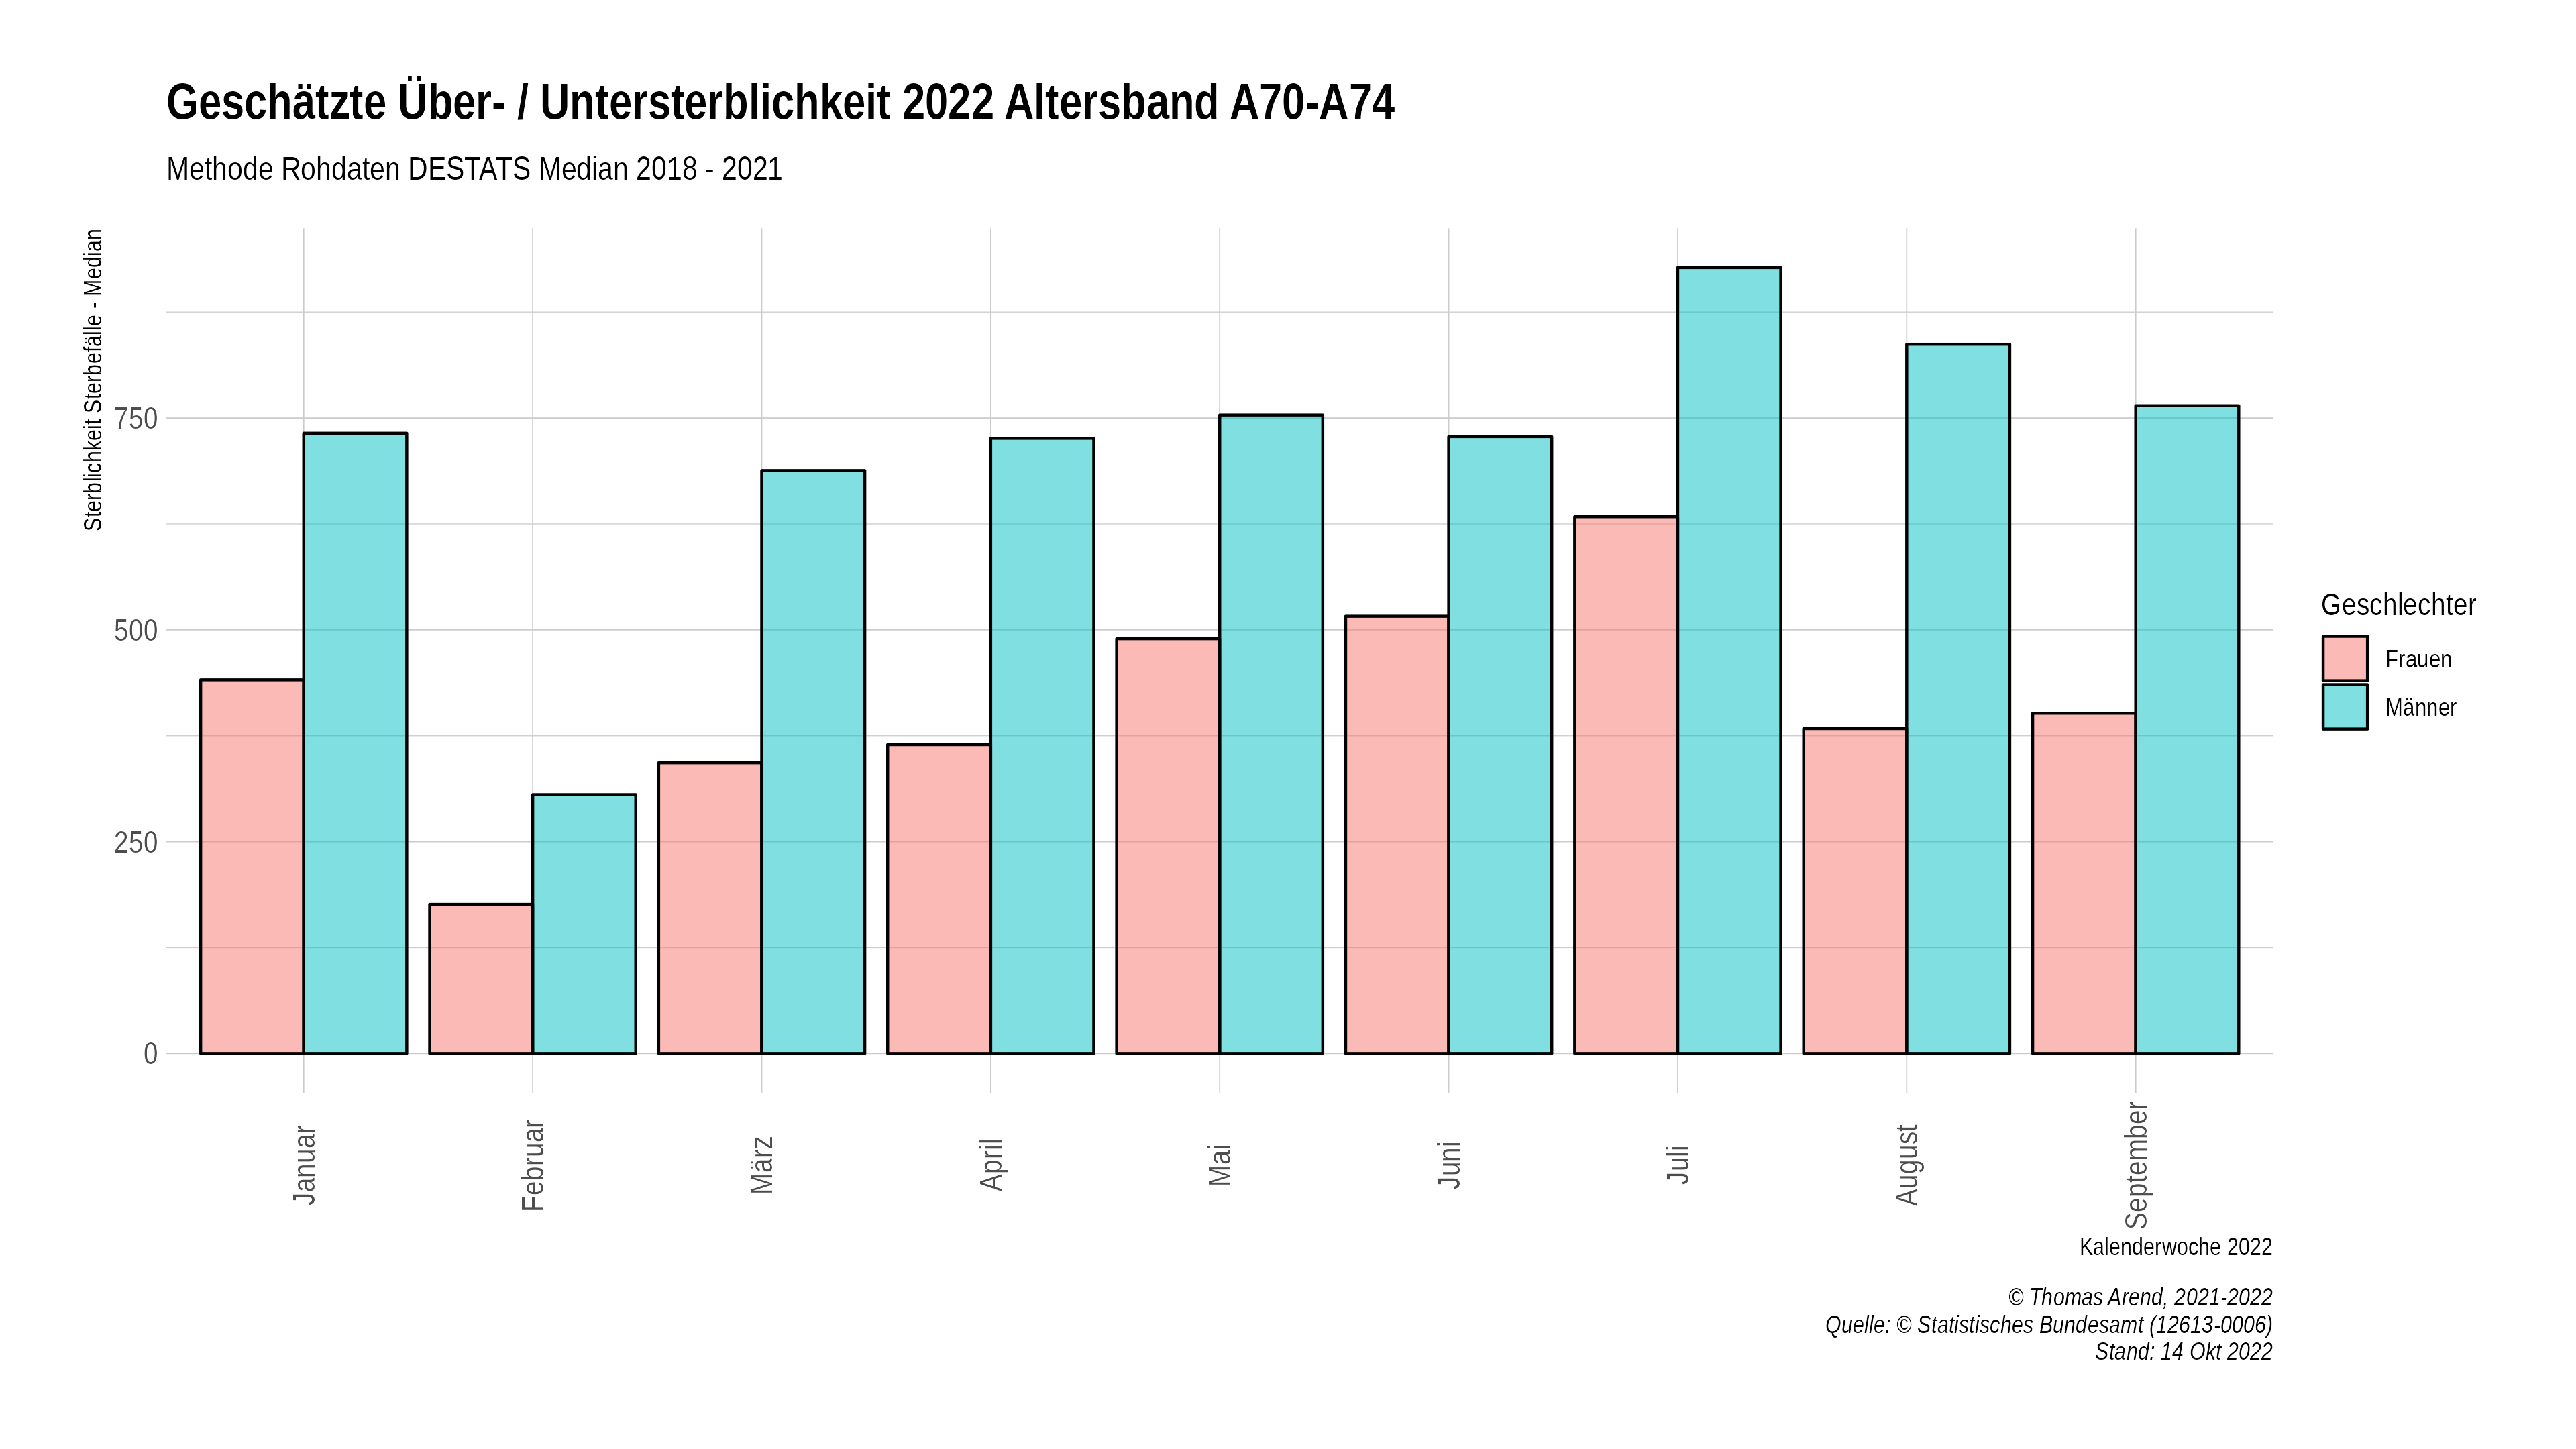 Geschätzte Über- / Untersterblichkeit 2022 Altersband A70-A74
Methode Rohdaten DESTATS Median 2018 - 2021
Sterblichkeit Sterbefälle - Median
750
500
250
0
Januar
Februar
März
April
Mai
Juni
Juli
August
September
Kalenderwoche 2022
Geschlechter
Frauen
Männer
© Thomas Arend, 2021-2022
Quelle: © Statistisches Bundesamt (12613-0006)
Stand: 14 Okt 2022